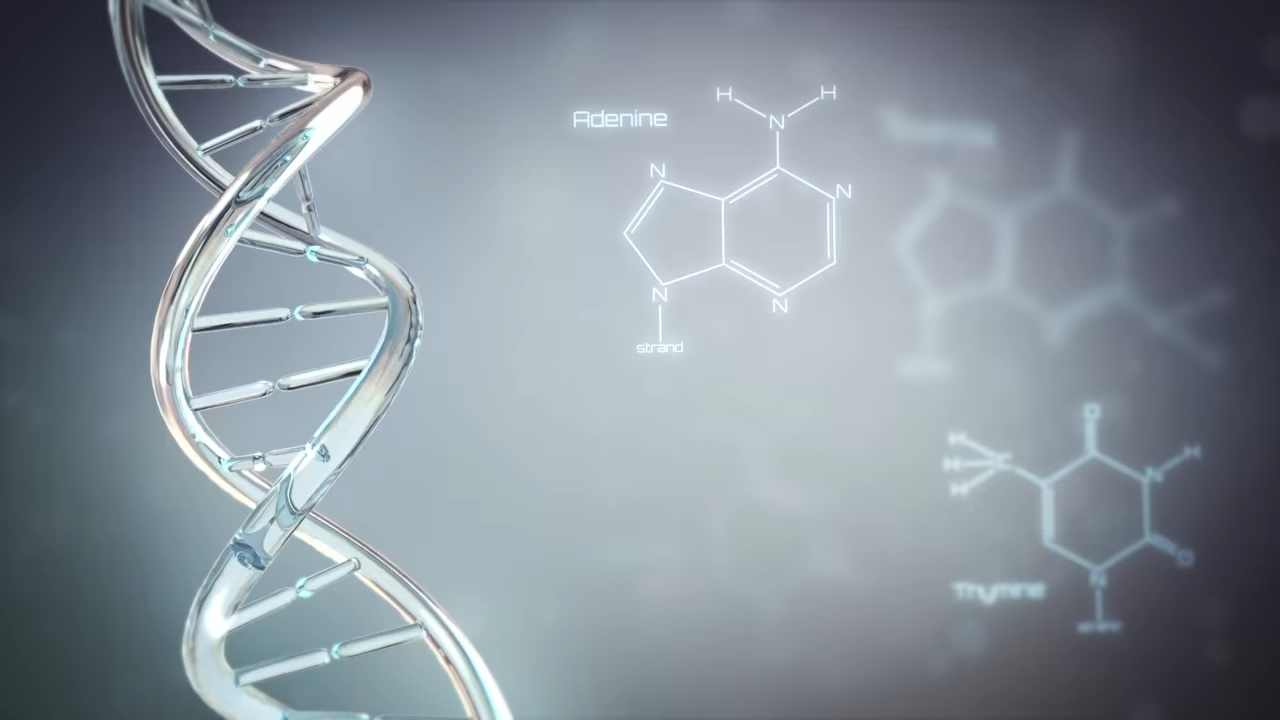 Adenine
H H
N
N N
N N
strand
O
H
H C N H
H
O
N
Thymine